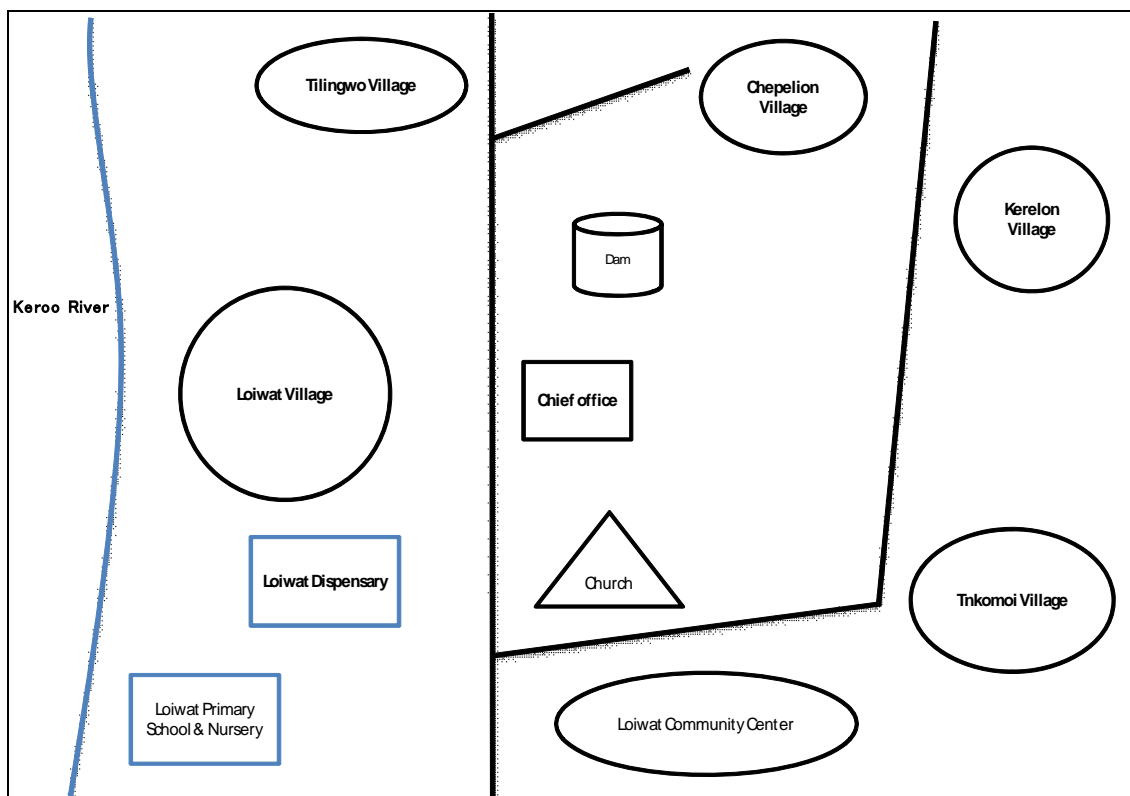 Tilingwo Village
Chepelion
Village
Kerelon
Village
Dam
Keroo River
Loiwat Village
Chief office
Loiwat Dispensary
Church
Tnkomoi Village
Loiwat Primary
School & Nursery
Loiwat Community Center